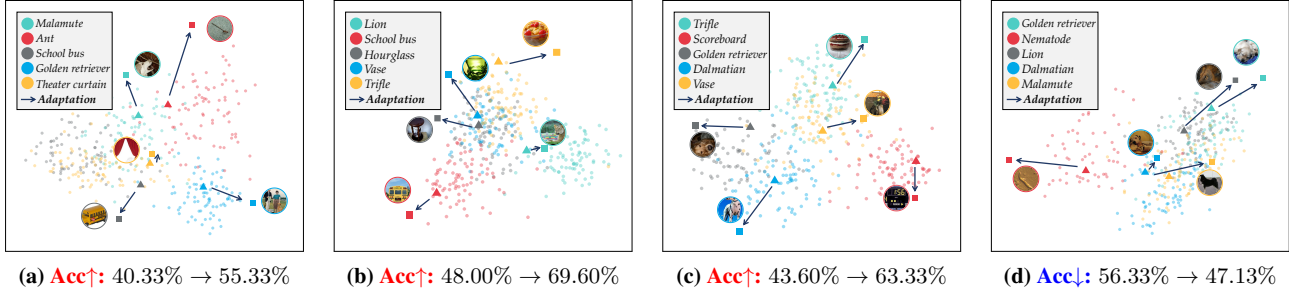 Malamute
Ant
School bus
Golden retriever
Theater curtain
Adaptation
(a) Acc↑: 40.33% → 55.33%
Lion
School bus
Hourglass
Vase
Trifle
Adaptation
(b) Acc↑: 48.00% → 69.60%
Trifle
Scoreboard
Golden retriever
Dalmatian
Vase
Adaptation
(c) Acc↑: 43.60% → 63.33%
Golden retriever
Nematode
Lion
Dalmatian
Malamute
Adaptation
(d) Acc↓: 56.33% → 47.13%